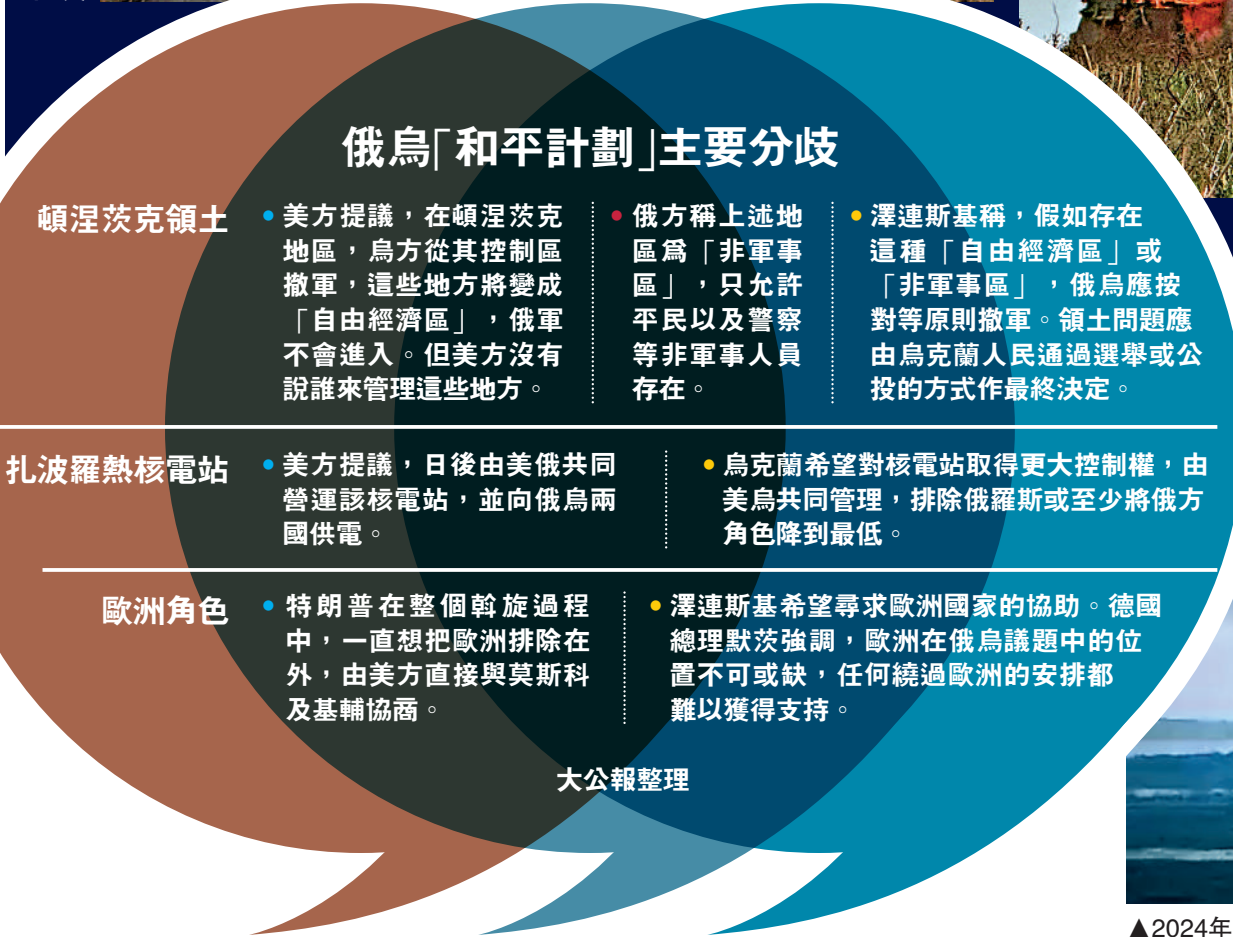 俄烏「和平計劃」主要分歧
頓涅茨克領土
•美方提議，在頓涅茨克
地區，烏方從其控制區
撤軍，這些地方將變成
「自由經濟區」，俄軍
不會進入。但美方沒有
說誰來管理這些地方。
•俄方稱上述地
區爲「非軍事
區」，只允許
平民以及警察
等非軍事人員
存在。
•澤連斯基稱，假如存在
這種「自由經濟區」或
「非軍事區」，俄烏應按
對等原則撤軍。領土問題應
由烏克蘭人民通過選舉或公
投的方式作最終決定。
扎波羅熱核電站
•美方提議，日後由美俄共同
營運該核電站，並向俄烏兩
國供電。
•烏克蘭希望對核電站取得更大控制權，由
美烏共同管理，排除俄羅斯或至少將俄方
角色降到最低。
歐洲角色
•特朗普在整個斡旋過程
中，一直想把歐洲排除在
外，由美方直接與莫斯科
及基輔協商。
•澤連斯基希望尋求歐洲國家的協助。德國
總理默茨強調，歐洲在俄烏議題中的位
置不可或缺，任何繞過歐洲的安排都
難以獲得支持。
大公報整理
▲2024年